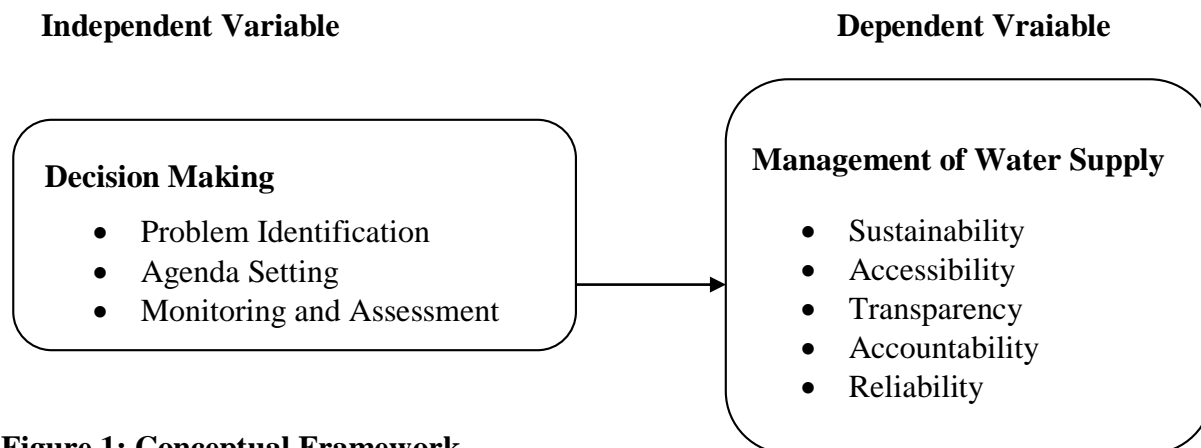 Independent Variable
Dependent Vraiable
Decision Making
• Problem Identification
• Agenda Setting
• Monitoring and Assessment
Management of Water Supply
• Sustainability
• Accessibility
• Transparency
• Accountability
• Reliability
Figure 1: Conceptual Framework